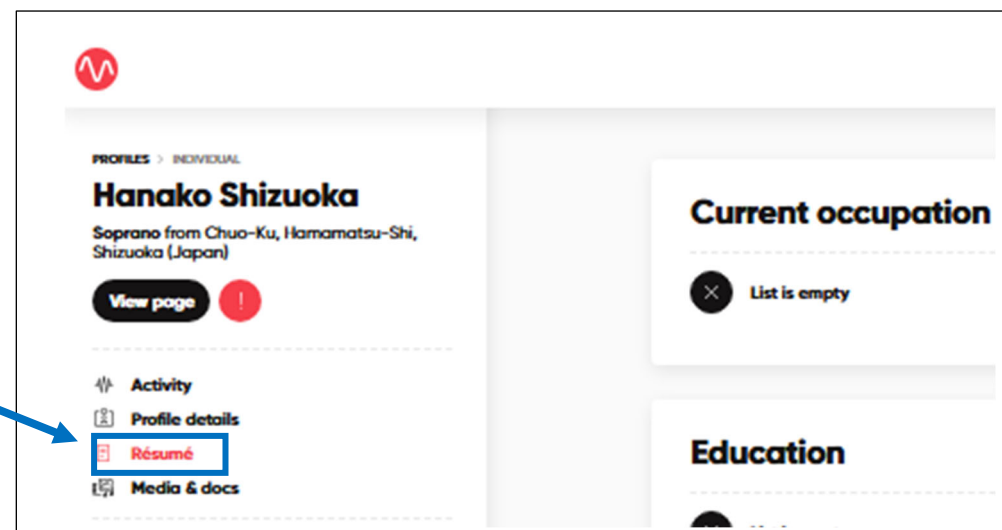 PROFILES > INDIVIDUAL
Hanako Shizuoka
Soprano from Chuo-Ku, Hamamatsu-Shi,
Shizuoka (Japan)
View page !
Activity
Profile details
Résumé
Media & docs
Current occupation
List is empty
Education